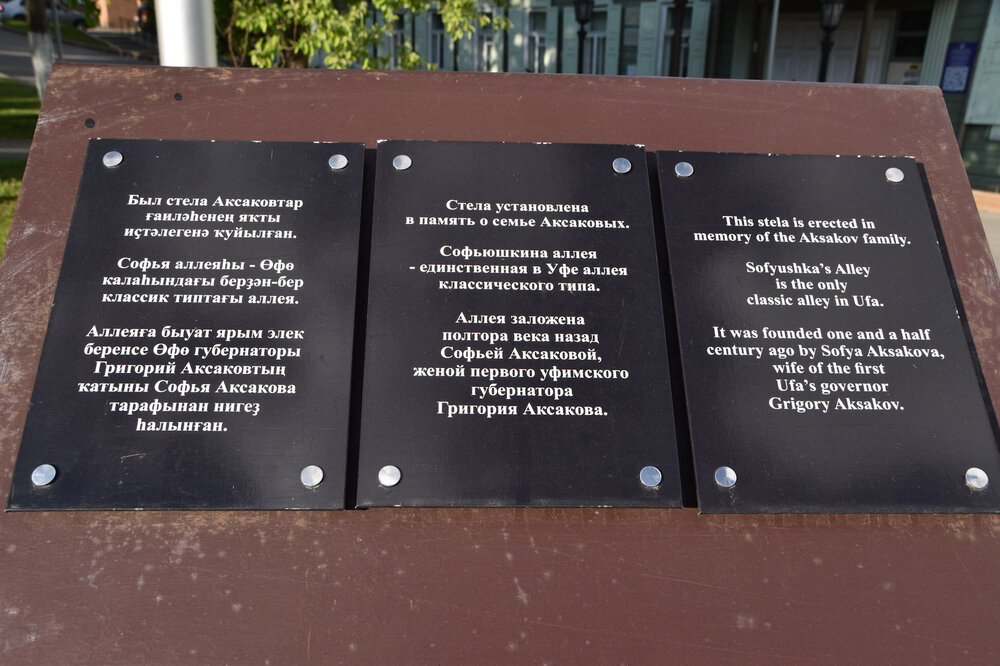 Был стела Аксаковтар
ғаиләһенең якты
иҫтәлегенә ҡуйылған.
Софья аллеяһы - Өфө
калаһындағы берҙән-бер
классик типтағы аллея.
Аллеяға быуат ярым элек
беренсе Өфө губернаторы
Григорий Аксаковтың
ҡатыны Софья Аксакова
тарафынан нигеҙ
һалынған.
Стела установлена
в память о семье Аксаковых.
Софьюшкина аллея
- единственная в Уфе аллея
классического типа.
Аллея заложена
полтора века назад
Софьей Аксаковой,
женой первого уфимского
губернатора
Григория Аксакова.
This stela is erected in
memory of the Aksakov family.
Sofyushka's Alley
is the only
classic alley in Ufa.
It was founded one and a half
century ago by Sofya Aksakova,
wife of the first
Ufa's governor
Grigory Aksakov.